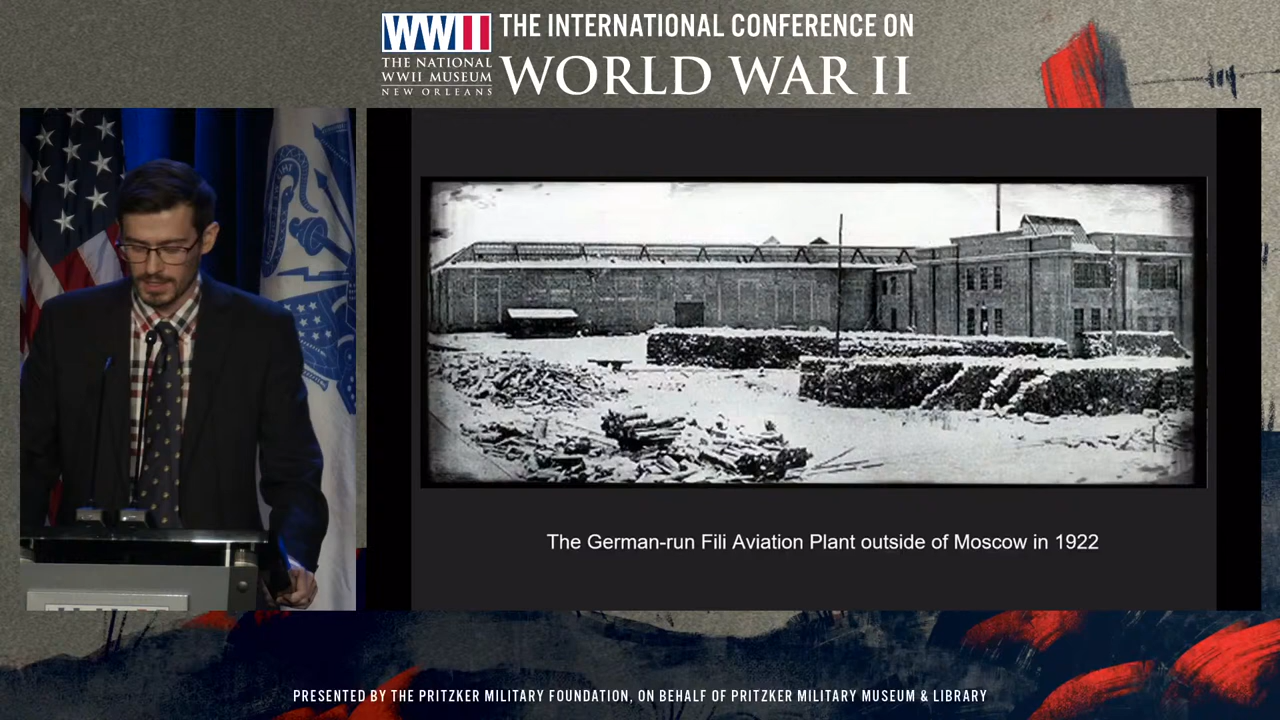 WWII
THE NATIONAL
WWII MUSEUM
NEW ORLEANS
THE INTERNATIONAL CONFERENCE ON
WORLD WAR II
The German-run Fili Aviation Plant outside of Moscow in 1922
PRESENTED BY THE PRITZKER MILITARY FOUNDATION, ON BEHALF OF PRITZKER MILITARY MUSEUM & LIBRARY